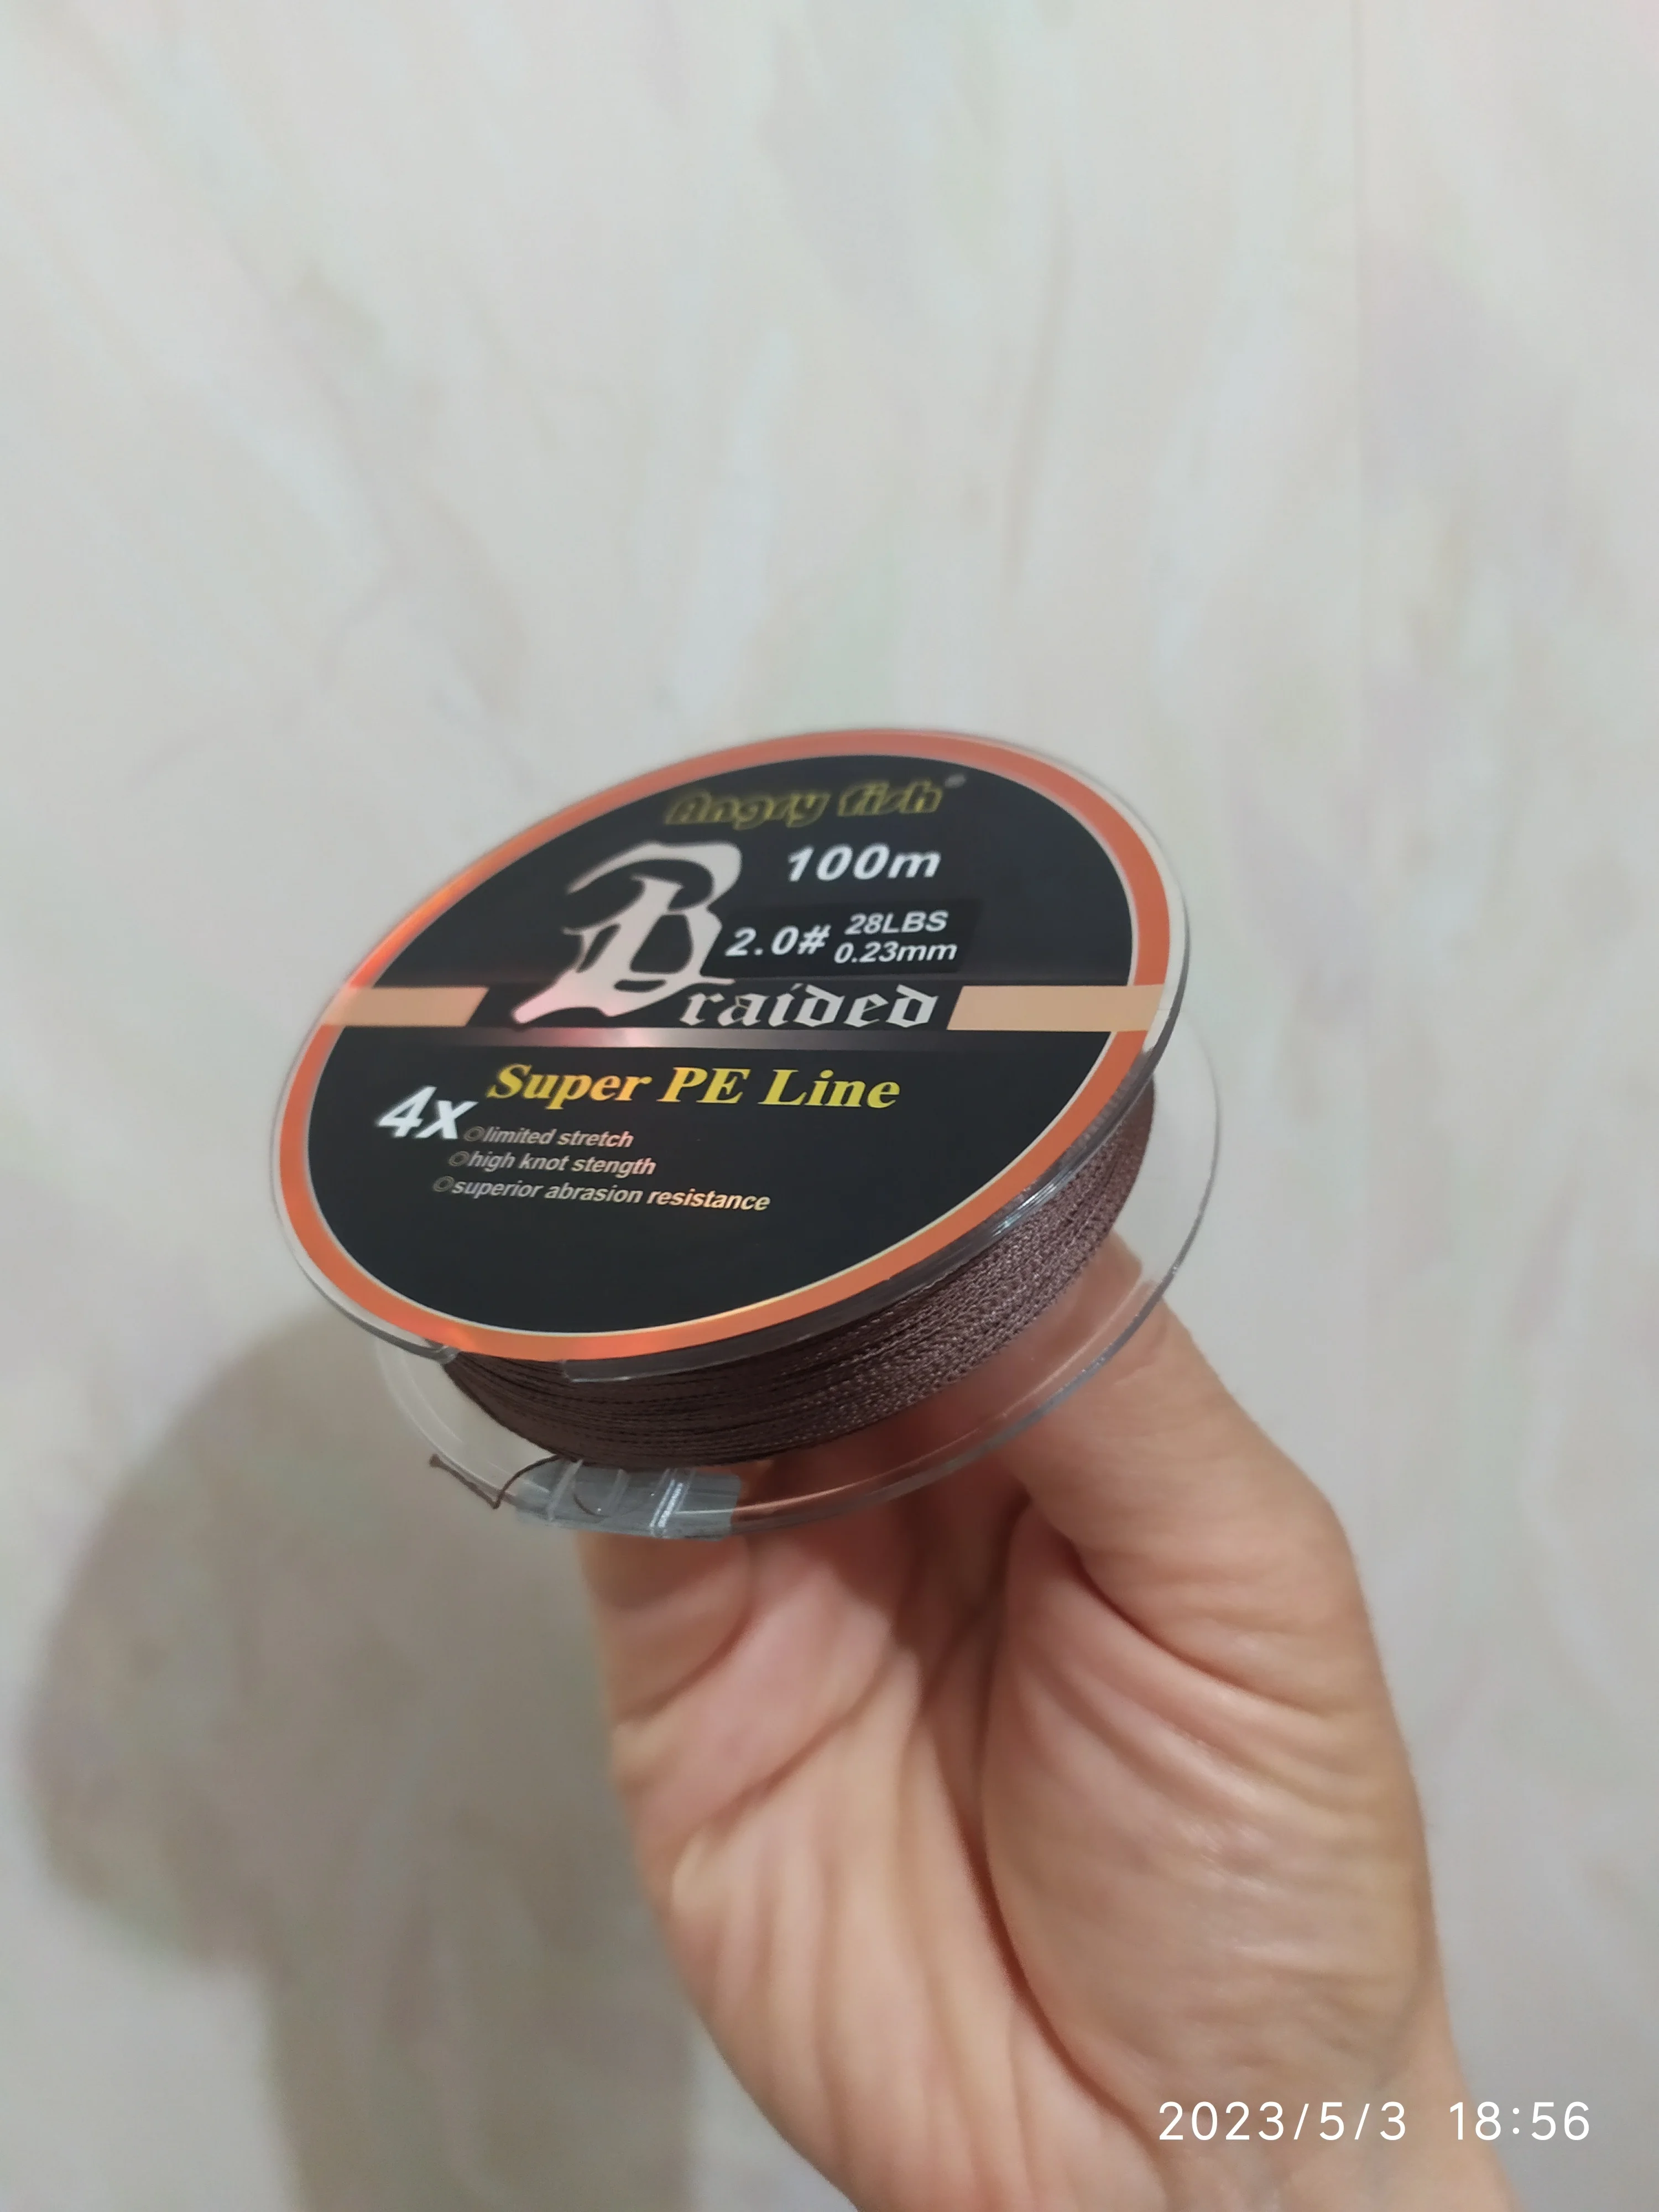 Angry fish®
100m
2.0# 28LBS
0.23mm
Braided
Super PE Line
4x
limited stretch
high knot stength
superior abrasion resistance
2023/5/3 18:56